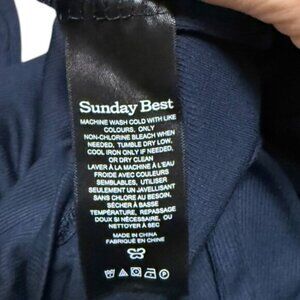 Sunday Best
MACHINE WASH COLD WITH LIKE
COLOURS, ONLY
NON-CHLORINE BLEACH WHEN
NEEDED, TUMBLE DRY LOW,
COOL IRON ONLY IF NEEDED,
OR DRY CLEAN
LAVER À LA MACHINE À L'EAU
FROIDE AVEC COULEURS
SEMBLABLES, UTILISER
SEULEMENT UN JAVELLISANT
SANS CHLORE AU BESOIN,
SÉCHER À BASSE
TEMPÉRATURE, REPASSAGE
DOUX SI NÉCESSAIRE, OU
NETTOYER À SEC
MADE IN CHINA
FABRIQUÉ EN CHINE